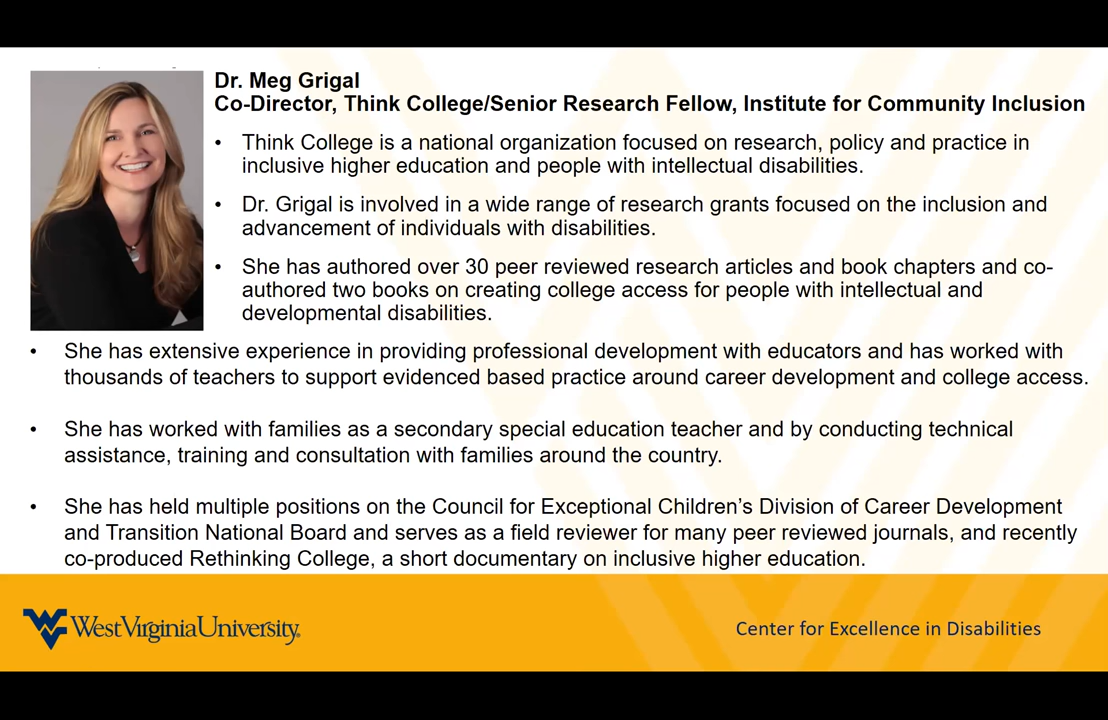 Dr. Meg Grigal
Co-Director, Think College/Senior Research Fellow, Institute for Community Inclusion
• Think College is a national organization focused on research, policy and practice in
inclusive higher education and people with intellectual disabilities.
• Dr. Grigal is involved in a wide range of research grants focused on the inclusion and
advancement of individuals with disabilities.
• She has authored over 30 peer reviewed research articles and book chapters and co-
authored two books on creating college access for people with intellectual and
developmental disabilities.
• She has extensive experience in providing professional development with educators and has worked with
thousands of teachers to support evidenced based practice around career development and college access.
• She has worked with families as a secondary special education teacher and by conducting technical
assistance, training and consultation with families around the country.
• She has held multiple positions on the Council for Exceptional Children’s Division of Career Development
and Transition National Board and serves as a field reviewer for many peer reviewed journals, and recently
co-produced Rethinking College, a short documentary on inclusive higher education.
WestVirginiaUniversity.
Center for Excellence in Disabilities